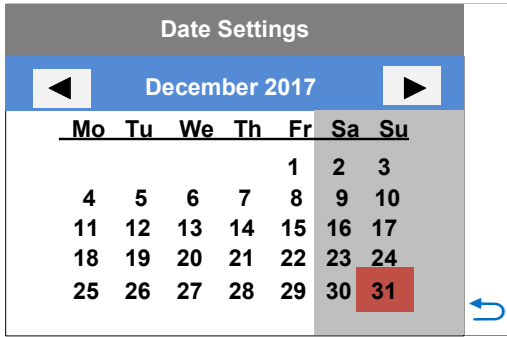 Date Settings
December 2017
Mo Tu We Th Fr Sa Su
1 2 3
4 5 6 7 8 9 10
11 12 13 14 15 16 17
18 19 20 21 22 23 24
25 26 27 28 29 30 31